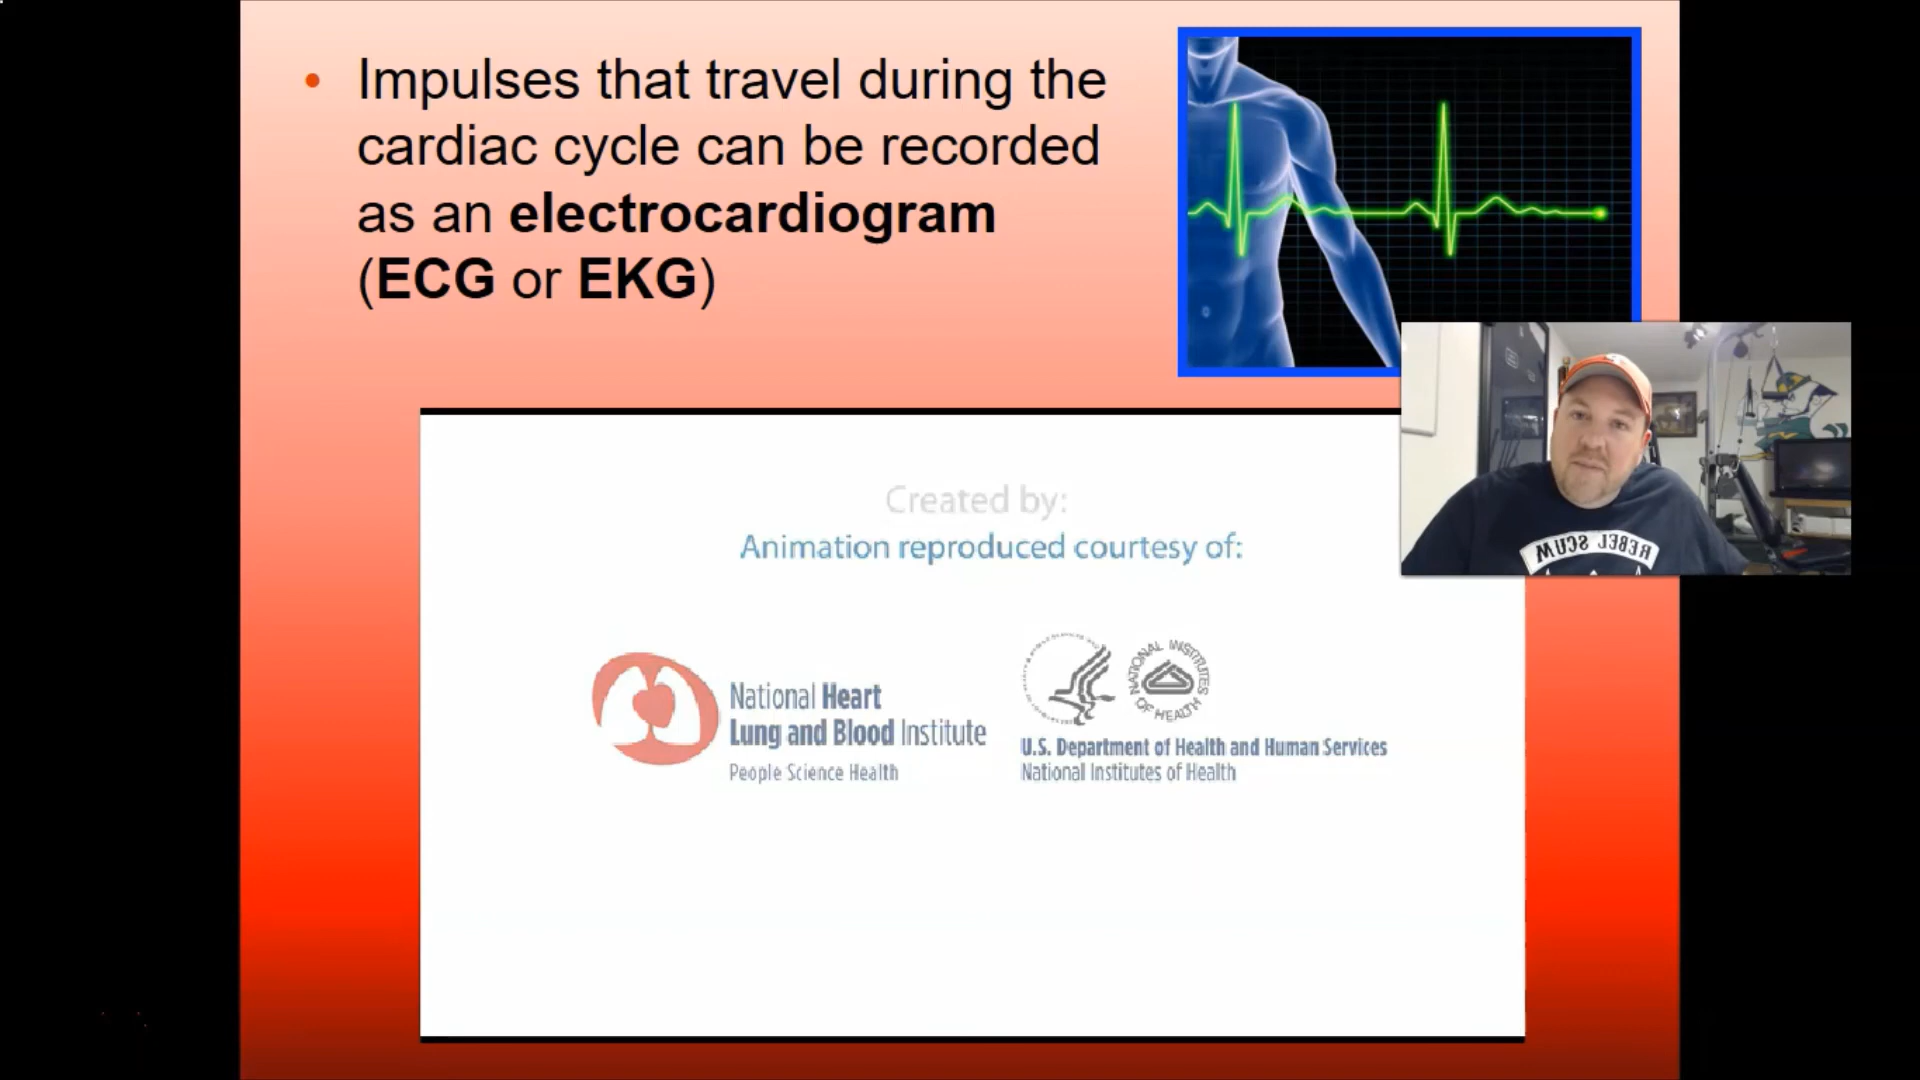 • Impulses that travel during the
cardiac cycle can be recorded
as an electrocardiogram
(ECG or EKG)
REBEL SCUM
Created by:
Animation reproduced courtesy of:
National Heart
Lung and Blood Institute
People Science Health
NATIONAL INSTITUTES
OF HEALTH
U.S. Department of Health and Human Services
National Institutes of Health